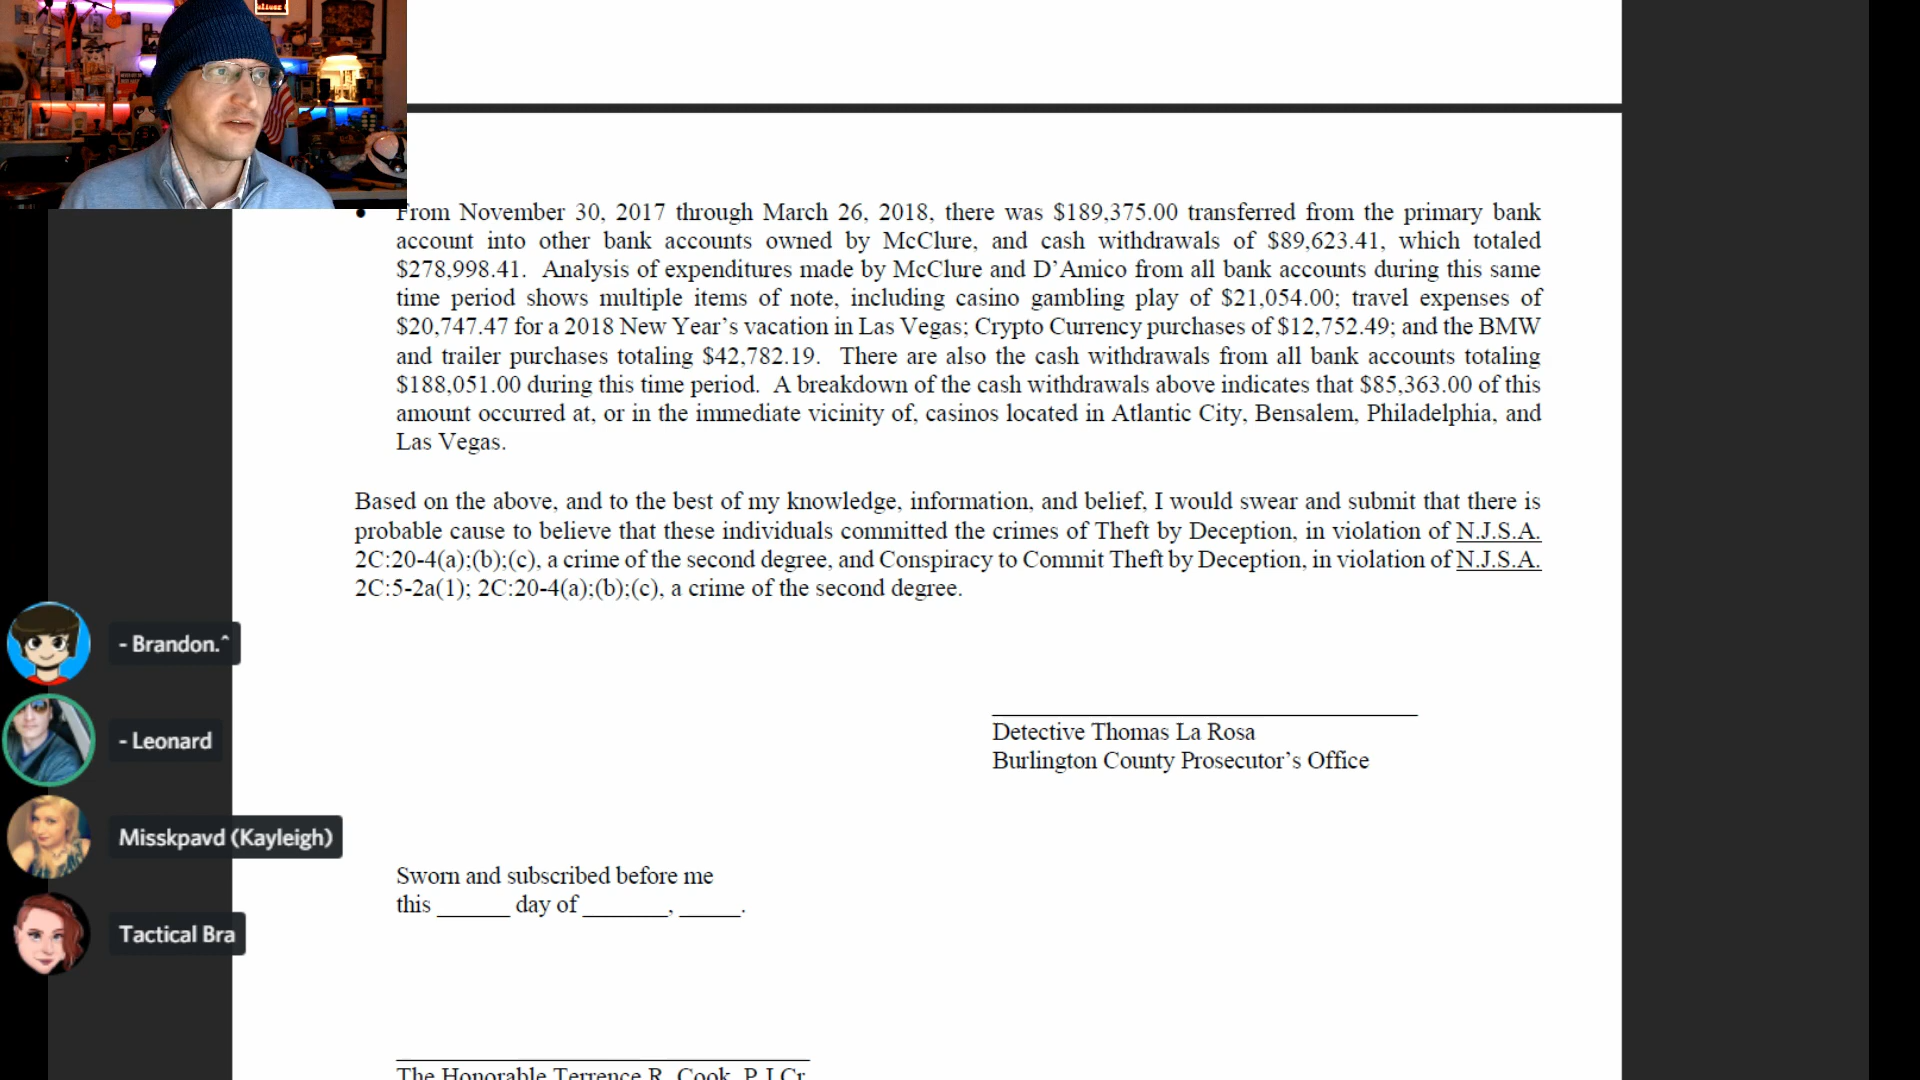 From November 30, 2017 through March 26, 2018, there was $189,375.00 transferred from the primary bank
account into other bank accounts owned by McClure, and cash withdrawals of $89,623.41, which totaled
$278,998.41. Analysis of expenditures made by McClure and D’Amico from all bank accounts during this same
time period shows multiple items of note, including casino gambling play of $21,054.00; travel expenses of
$20,747.47 for a 2018 New Year’s vacation in Las Vegas; Crypto Currency purchases of $12,752.49; and the BMW
and trailer purchases totaling $42,782.19. There are also the cash withdrawals from all bank accounts totaling
$188,051.00 during this time period. A breakdown of the cash withdrawals above indicates that $85,363.00 of this
amount occurred at, or in the immediate vicinity of, casinos located in Atlantic City, Bensalem, Philadelphia, and
Las Vegas.
Based on the above, and to the best of my knowledge, information, and belief, I would swear and submit that there is
probable cause to believe that these individuals committed the crimes of Theft by Deception, in violation of N.J.S.A.
2C:20-4(a);(b);(c), a crime of the second degree, and Conspiracy to Commit Theft by Deception, in violation of N.J.S.A.
2C:5-2a(1); 2C:20-4(a);(b);(c), a crime of the second degree.
- Brandon.^
- Leonard
Misskpavd (Kayleigh)
Tactical Bra
Detective Thomas La Rosa
Burlington County Prosecutor’s Office
Sworn and subscribed before me
this ______ day of _______, _____.
The Honorable Terrence R. Cook, P.J.Cr.